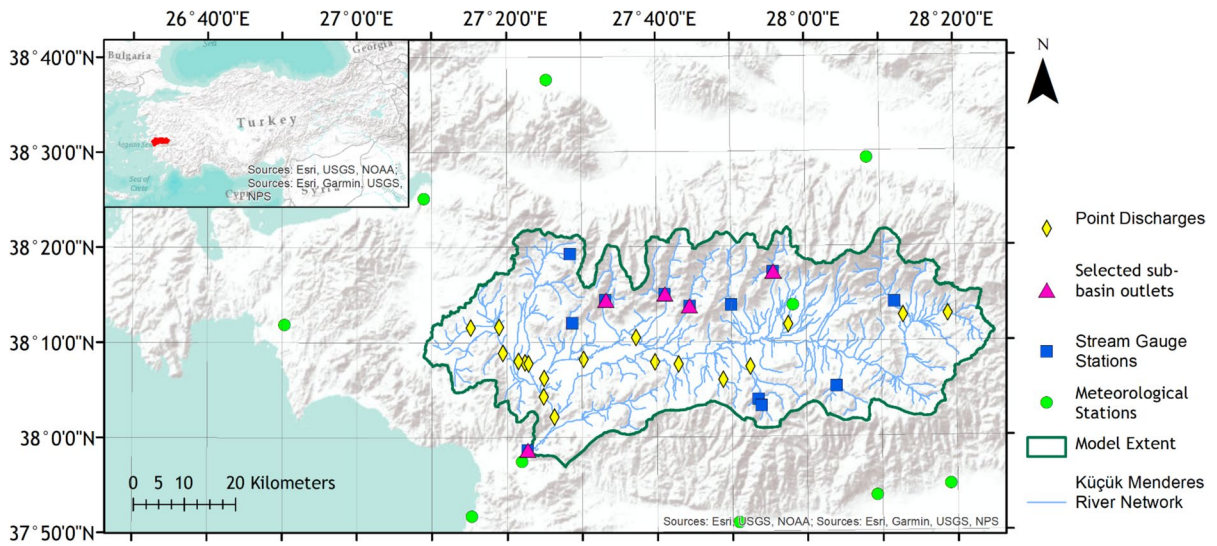 26°40'0"E 27°0'0"E 27°20'0"E 27°40'0"E 28°0'0"E 28°20'0"E
38°40'0"N
38°30'0"N
38°20'0"N
38°10'0"N
38°0'0"N
37°50'0"N
Sea
Bulgaria
Georgia
Turkey
Sea of
Crete
Syria
Sources: Esri, USGS, NOAA;
Sources: Esri, Garmin, USGS,
NPS
0 5 10 20 Kilometers
Sources: Esri, USGS, NOAA; Sources: Esri, Garmin, USGS, NPS
N
Point Discharges
Selected sub-
basin outlets
Stream Gauge
Stations
Meteorological
Stations
Model Extent
Küçük Menderes
River Network